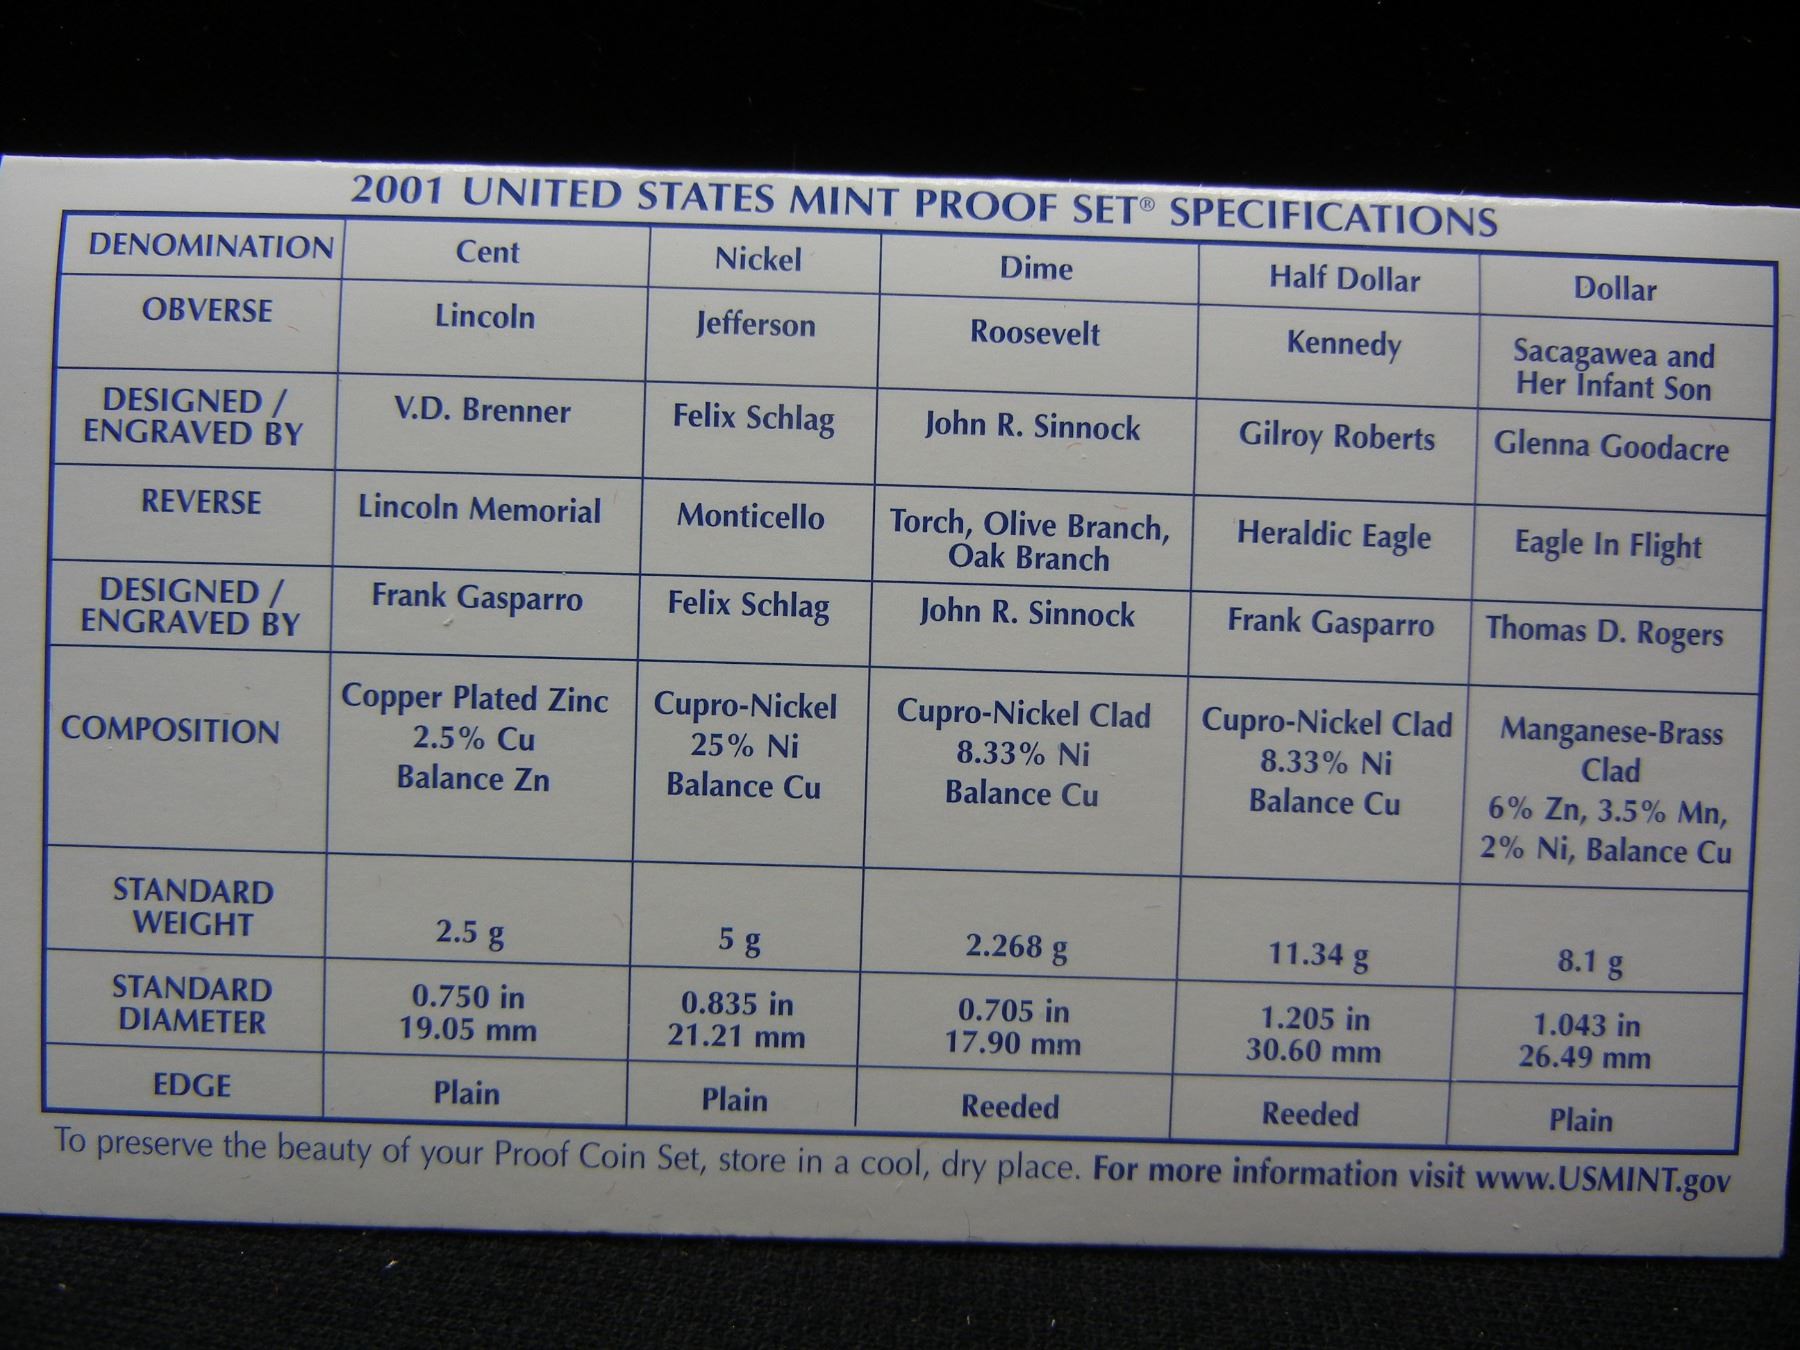 2001 UNITED STATES MINT PROOF SET® SPECIFICATIONS
DENOMINATION Cent Nickel Dime Half Dollar Dollar
OBVERSE Lincoln Jefferson Roosevelt Kennedy Sacagawea and
Her Infant Son
DESIGNED / V.D. Brenner Felix Schlag John R. Sinnock Gilroy Roberts Glenna Goodacre
ENGRAVED BY
REVERSE Lincoln Memorial Monticello Torch, Olive Branch, Heraldic Eagle Eagle In Flight
Oak Branch
DESIGNED / Frank Gasparro Felix Schlag John R. Sinnock Frank Gasparro Thomas D. Rogers
ENGRAVED BY
COMPOSITION Copper Plated Zinc Cupro-Nickel Cupro-Nickel Clad Cupro-Nickel Clad Manganese-Brass
2.5% Cu 25% Ni 8.33% Ni 8.33% Ni Clad
Balance Zn Balance Cu Balance Cu Balance Cu 6% Zn, 3.5% Mn,
2% Ni, Balance Cu
STANDARD
WEIGHT 2.5 g 5 g 2.268 g 11.34 g 8.1 g
STANDARD 0.750 in 0.835 in 0.705 in 1.205 in 1.043 in
DIAMETER 19.05 mm 21.21 mm 17.90 mm 30.60 mm 26.49 mm
EDGE Plain Plain Reeded Reeded Plain
To preserve the beauty of your Proof Coin Set, store in a cool, dry place. For more information visit www.USMINT.gov